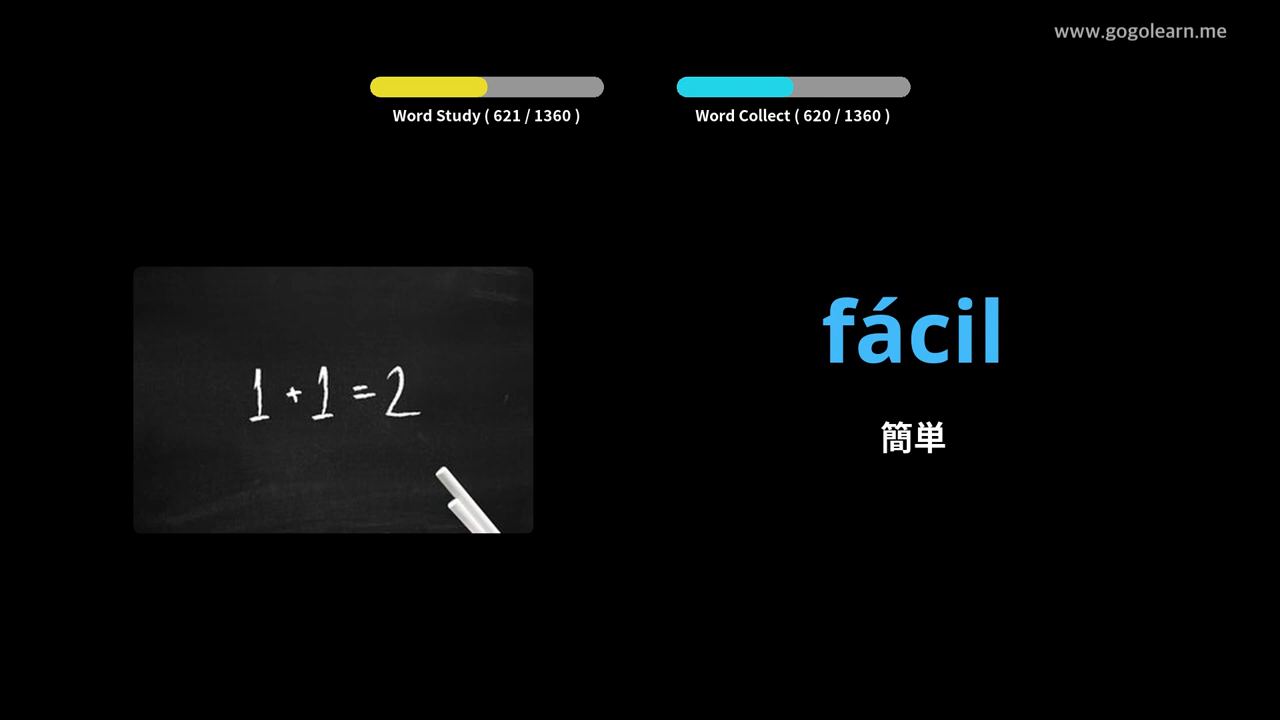 www.gogolearn.me
Word Study ( 621 / 1360 )
Word Collect ( 620 / 1360 )
1 + 1 = 2
fácil
簡単